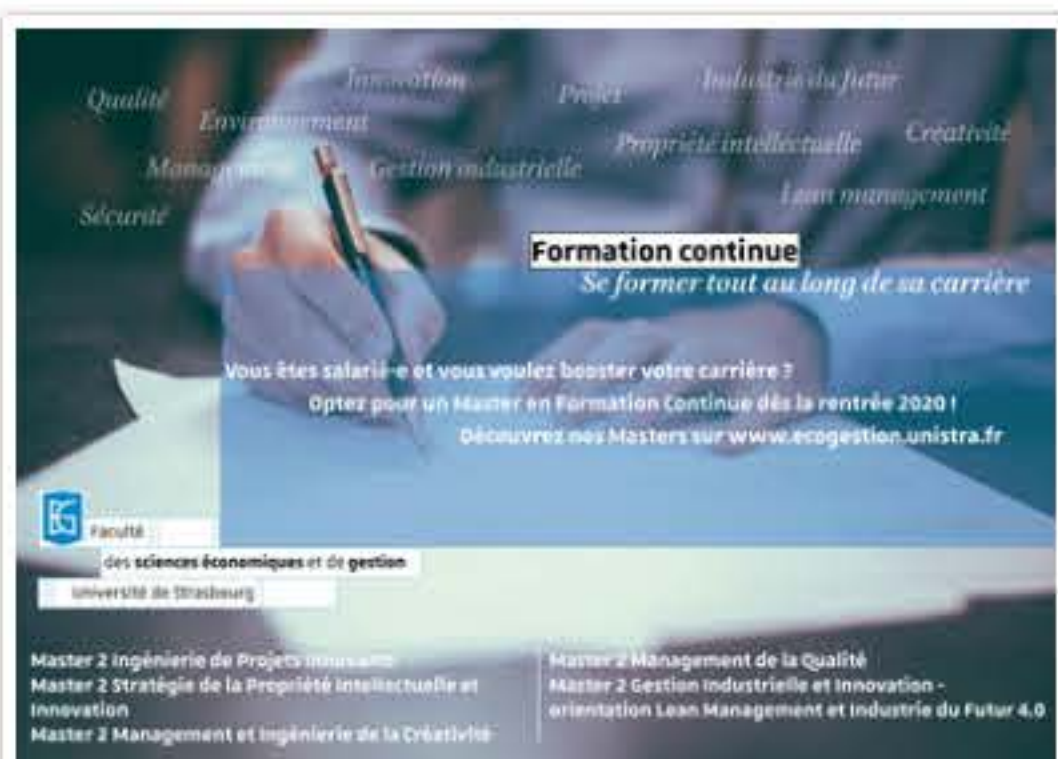 Innovation
Industrie du futur
Qualité
Projet
Environnement
Créativité
Propriété intellectuelle
Management
Gestion industrielle
Lean management
Sécurité
Formation continue
Se former tout au long de sa carrière
Vous êtes salarié-e et vous voulez booster votre carrière ?
Optez pour un Master en Formation Continue dès la rentrée 2020 !
Découvrez nos Masters sur www.ecogestion.unistra.fr
Faculté
des sciences économiques et de gestion
Université de Strasbourg
Master 2 Ingénierie de Projets Innovants
Master 2 Stratégie de la Propriété Intellectuelle et
Innovation
Master 2 Management et Ingénierie de la Créativité
Master 2 Management de la Qualité
Master 2 Gestion Industrielle et Innovation -
orientation Lean Management et Industrie du Futur 4.0